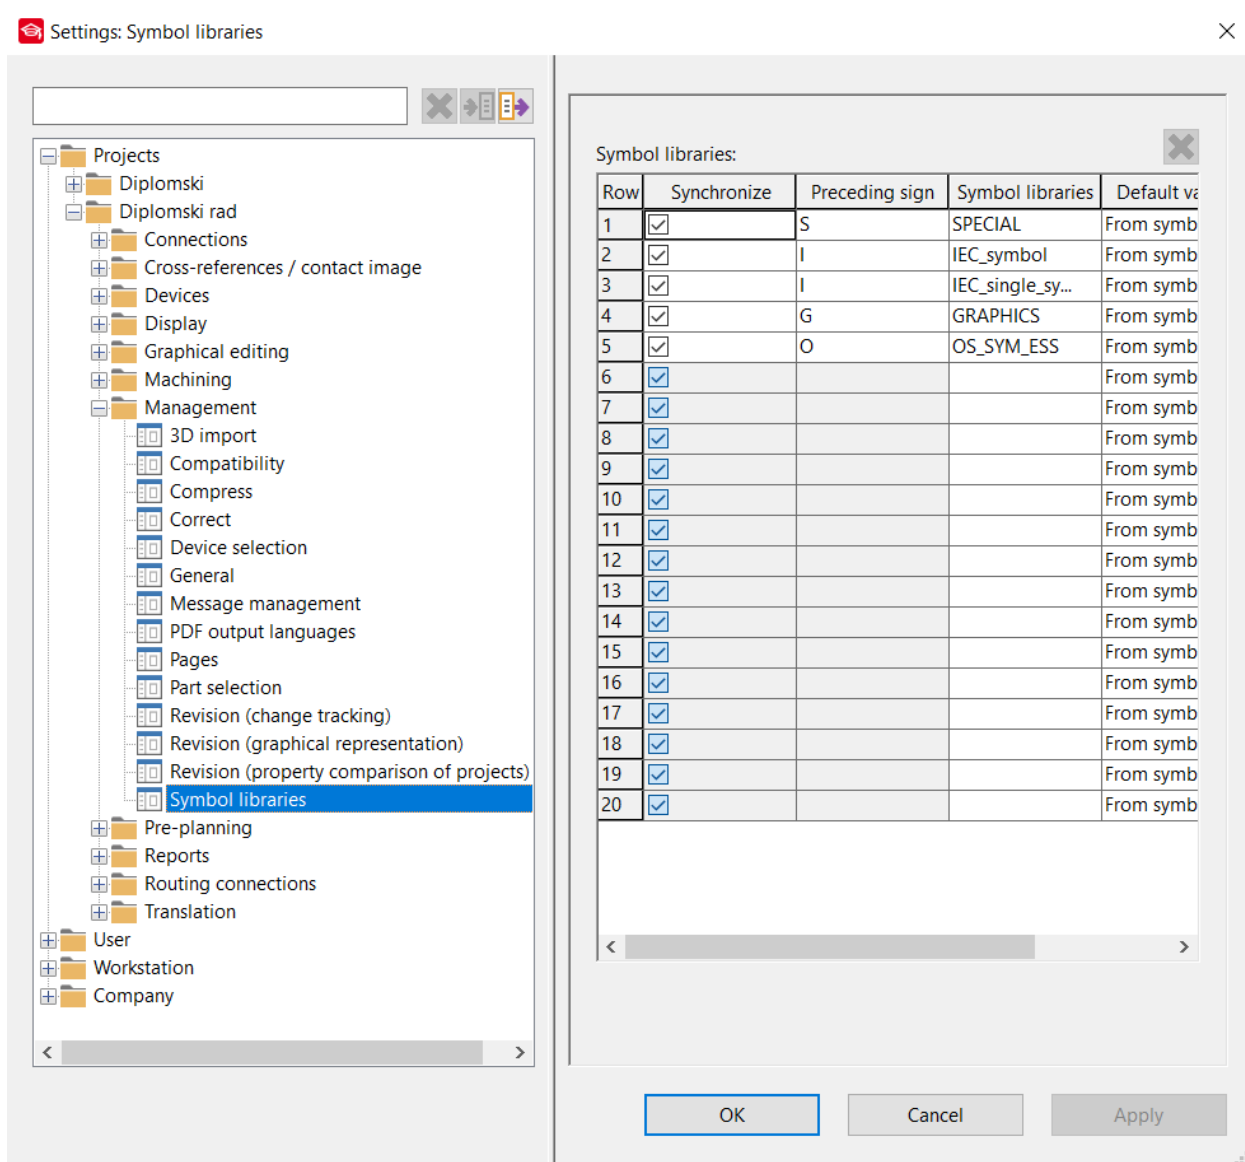 Settings: Symbol libraries
Projects
Diplomski
Diplomski rad
Connections
Cross-references / contact image
Devices
Display
Graphical editing
Machining
Management
3D import
Compatibility
Compress
Correct
Device selection
General
Message management
PDF output languages
Pages
Part selection
Revision (change tracking)
Revision (graphical representation)
Revision (property comparison of projects)
Symbol libraries
Pre-planning
Reports
Routing connections
Translation
User
Workstation
Company
Symbol libraries:
Row Synchronize Preceding sign Symbol libraries Default va
1 S SPECIAL From symb
2 I IEC_symbol From symb
3 I IEC_single_sy... From symb
4 G GRAPHICS From symb
5 O OS_SYM_ESS From symb
6 From symb
7 From symb
8 From symb
9 From symb
10 From symb
11 From symb
12 From symb
13 From symb
14 From symb
15 From symb
16 From symb
17 From symb
18 From symb
19 From symb
20 From symb
OK Cancel Apply